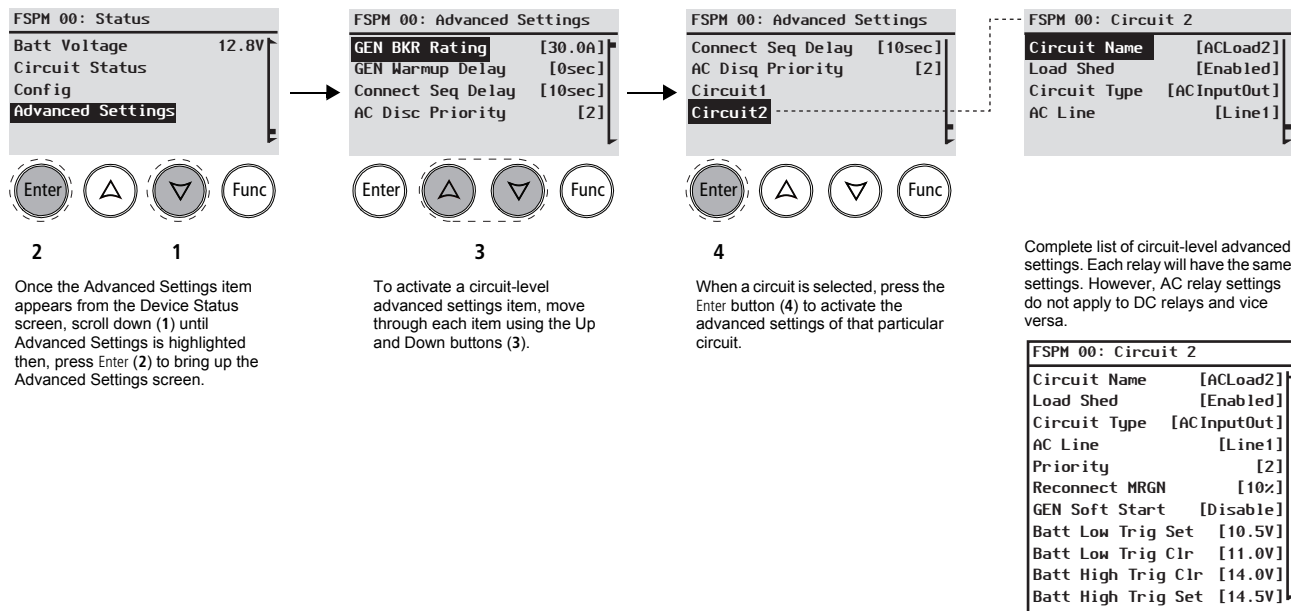 FSPM 00: Status
Batt Voltage 12.8V
Circuit Status
Config
Advanced Settings
Enter
Func
2
1
Once the Advanced Settings item
appears from the Device Status
screen, scroll down (1) until
Advanced Settings is highlighted
then, press Enter (2) to bring up the
Advanced Settings screen.
FSPM 00: Advanced Settings
GEN BKR Rating [30.0A]
GEN Warmup Delay [0sec]
Connect Seq Delay [10sec]
AC Disc Priority [2]
Enter
Func
3
To activate a circuit-level
advanced settings item, move
through each item using the Up
and Down buttons (3).
FSPM 00: Advanced Settings
Connect Seq Delay [10sec]
AC Disq Priority [2]
Circuit1
Circuit2
Enter
Func
4
When a circuit is selected, press the
Enter button (4) to activate the
advanced settings of that particular
circuit.
FSPM 00: Circuit 2
Circuit Name [ACLoad2]
Load Shed [Enabled]
Circuit Type [ACInputOut]
AC Line [Line1]
Complete list of circuit-level advanced
settings. Each relay will have the same
settings. However, AC relay settings
do not apply to DC relays and vice
versa.
FSPM 00: Circuit 2
Circuit Name [ACLoad2]
Load Shed [Enabled]
Circuit Type [ACInputOut]
AC Line [Line1]
Priority [2]
Reconnect MRGN [10%]
GEN Soft Start [Disable]
Batt Low Trig Set [10.5V]
Batt Low Trig Clr [11.0V]
Batt High Trig Clr [14.0V]
Batt High Trig Set [14.5V]